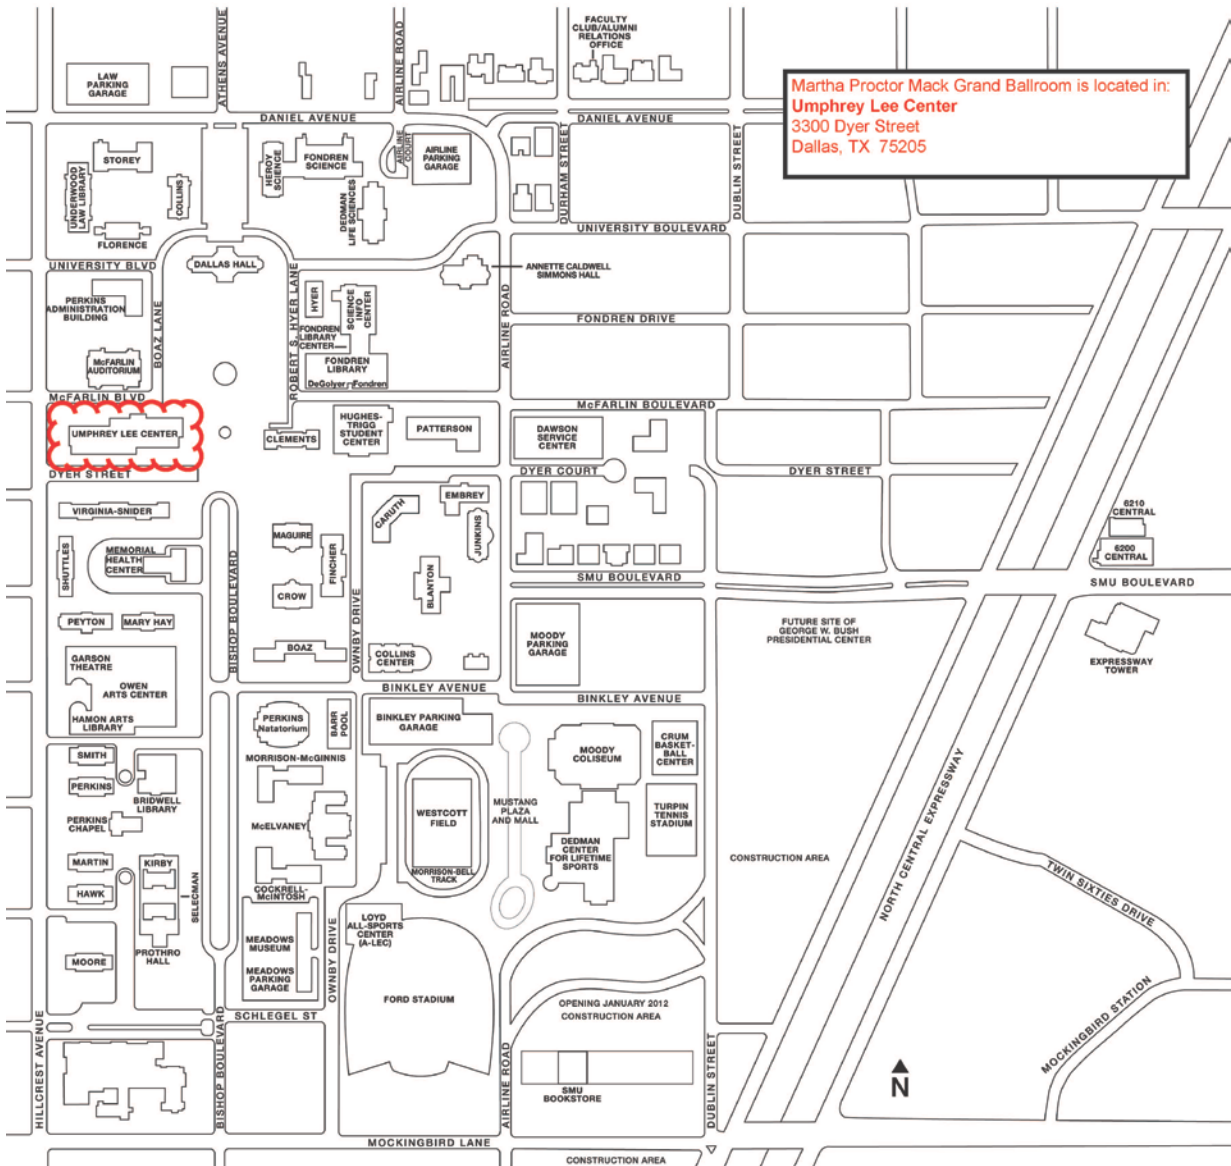 FACULTY
CLUB/ALUMNI
RELATIONS
OFFICE
LAW
PARKING
GARAGE
ATHENS AVENUE
AIRLINE ROAD
Martha Proctor Mack Grand Ballroom is located in:
Umphrey Lee Center
3300 Dyer Street
Dallas, TX 75205
DANIEL AVENUE
DANIEL AVENUE
STOREY
UNDERWOOD
LAW LIBRARY
COLLINS
FLORENCE
HEROY
SCIENCE
FONDREN
SCIENCE
DEDMAN
LIFE SCIENCES
AIRLINE
COURT
AIRLINE
PARKING
GARAGE
DURHAM STREET
DUBLIN STREET
UNIVERSITY BOULEVARD
UNIVERSITY BLVD
DALLAS HALL
ANNETTE CALDWELL
SIMMONS HALL
PERKINS
ADMINISTRATION
BUILDING
BOAZ LANE
ROBERT S. HYER LANE
HYER
SCIENCE
INFO
CENTER
FONDREN
LIBRARY
CENTER
FONDREN
LIBRARY
DeGolyer
Fondren
AIRLINE ROAD
FONDREN DRIVE
McFARLIN
AUDITORIUM
McFARLIN BLVD
McFARLIN BOULEVARD
UMPHREY LEE CENTER
CLEMENTS
HUGHES-
TRIGG
STUDENT
CENTER
PATTERSON
DAWSON
SERVICE
CENTER
DYER STREET
DYER COURT
DYER STREET
VIRGINIA-SNIDER
SHUTTLES
MEMORIAL
HEALTH
CENTER
BISHOP BOULEVARD
MAGUIRE
FINCHER
CROW
CARUTH
EMBREY
JUNKINS
BLANTON
OWNBY DRIVE
6210
CENTRAL
6200
CENTRAL
SMU BOULEVARD
SMU BOULEVARD
PEYTON
MARY HAY
BOAZ
COLLINS
CENTER
MOODY
PARKING
GARAGE
FUTURE SITE OF
GEORGE W. BUSH
PRESIDENTIAL CENTER
EXPRESSWAY
TOWER
GARSON
THEATRE
OWEN
ARTS CENTER
HAMON ARTS
LIBRARY
BINKLEY AVENUE
BINKLEY AVENUE
PERKINS
Natatorium
BARR
POOL
BINKLEY PARKING
GARAGE
MOODY
COLISEUM
CRUM
BASKET-
BALL
CENTER
SMITH
PERKINS
BRIDWELL
LIBRARY
PERKINS
CHAPEL
MORRISON-McGINNIS
McELVANEY
WESTCOTT
FIELD
MORRISON-BELL
TRACK
MUSTANG
PLAZA
AND MALL
TURPIN
TENNIS
STADIUM
DEDMAN
CENTER
FOR LIFETIME
SPORTS
CONSTRUCTION AREA
NORTH CENTRAL EXPRESSWAY
TWIN SIXTIES DRIVE
MARTIN
KIRBY
HAWK
SELECMAN
COCKRELL-
McINTOSH
LOYD
ALL-SPORTS
CENTER
(A-LEC)
MOORE
PROTHRO
HALL
MEADOWS
MUSEUM
MEADOWS
PARKING
GARAGE
OWNBY DRIVE
FORD STADIUM
OPENING JANUARY 2012
CONSTRUCTION AREA
SCHLEGEL ST
HILLCREST AVENUE
BISHOP BOULEVARD
AIRLINE ROAD
SMU
BOOKSTORE
DUBLIN STREET
MOCKINGBIRD STATION
N
MOCKINGBIRD LANE
CONSTRUCTION AREA